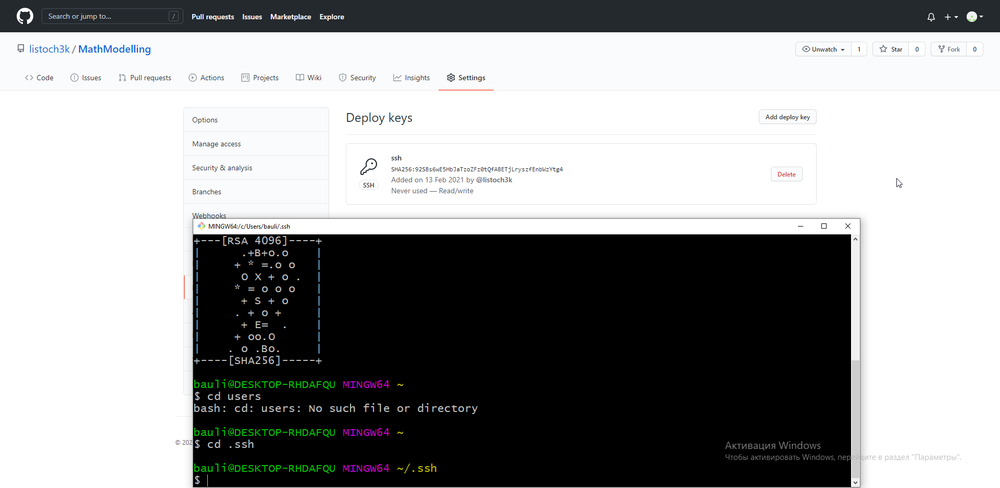 Search or jump to... /
Pull requests Issues Marketplace Explore
listoch3k / MathModelling
Unwatch 1 Star 0 Fork 0
Code Issues Pull requests Actions Projects Wiki Security Insights Settings
Options
Manage access
Security & analysis
Branches
Webhooks
Deploy keys
Add deploy key
ssh
SHA256:92SBs6wE5HbJaTzoZFz0tQfABETjLryszfEnbWzYtg4
Added on 13 Feb 2021 by @listoch3k
Never used — Read/write
SSH
Delete
MINGW64:/c/Users/bauli/.ssh
+---[RSA 4096]----+
|      .+B+o.o    |
|     + * =.o o   |
|      O X + o .  |
|     * = o o o   |
|      + S + o    |
|     . + o +     |
|      + E=  .    |
|     + oo.O      |
|    . o .Bo.     |
+----[SHA256]-----+
bauli@DESKTOP-RHDAFQU MINGW64 ~
$ cd users
bash: cd: users: No such file or directory
bauli@DESKTOP-RHDAFQU MINGW64 ~
$ cd .ssh
bauli@DESKTOP-RHDAFQU MINGW64 ~/.ssh
$
© 202
Активация Windows
Чтобы активировать Windows, перейдите в раздел "Параметры".